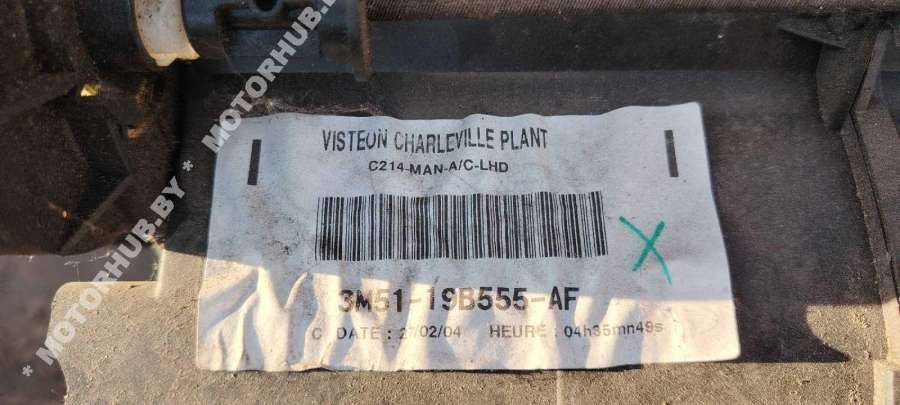 VISTEON CHARLEVILLE PLANT
C214-MAN-A/C-LHD
X
3M51-19B555-AF
C DATE : 27/02/04 HEURE : 04h35mn49s
* MOTORHUB.BY * MOTORHUB.BY * MOTORHUB.BY